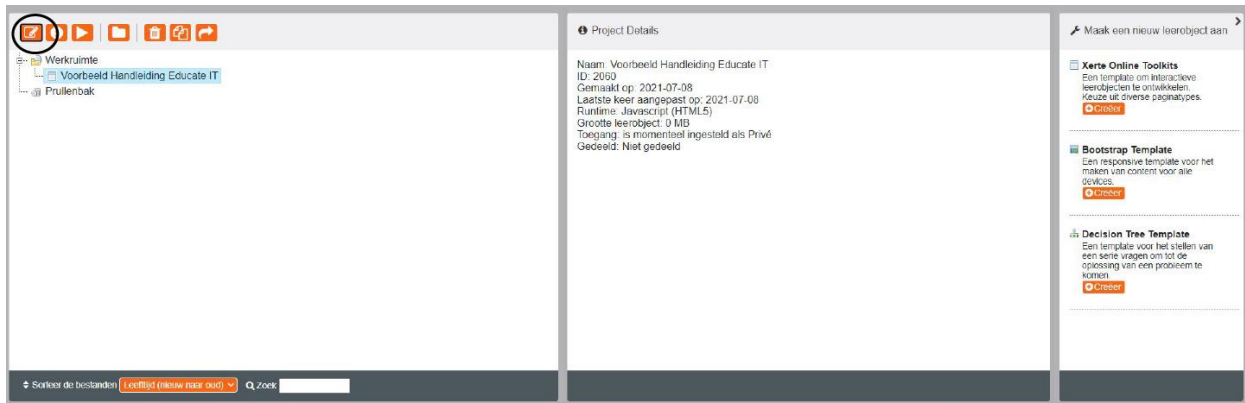 Werkruimte
Voorbeeld Handleiding Educate IT
Prullenbak
Sorteer de bestanden Leeftijd (nieuw naar oud) Zoek
Project Details
Naam: Voorbeeld Handleiding Educate IT
ID: 2060
Gemaakt op: 2021-07-08
Laatste keer aangepast op: 2021-07-08
Runtime: Javascript (HTML5)
Grootte leerobject: 0 MB
Toegang: is momenteel ingesteld als Privé
Gedeeld: Niet gedeeld
Maak een nieuw leerobject aan
Xerte Online Toolkits
Een template om interactieve
leerobjecten te ontwikkelen.
Keuze uit diverse paginatypes.
Creëer
Bootstrap Template
Een responsive template voor het
maken van content voor alle
devices.
Creëer
Decision Tree Template
Een template voor het stellen van
een serie vragen om tot de
oplossing van een probleem te
komen.
Creëer